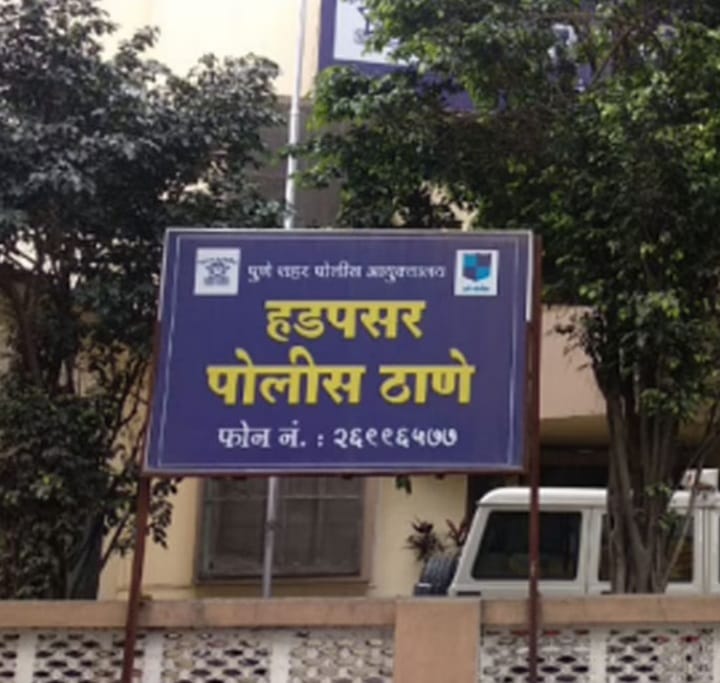 पुणे शहर पोलीस आयुक्तालय
हडपसर
पोलीस ठाणे
फोन नं. : २६९९६५७७